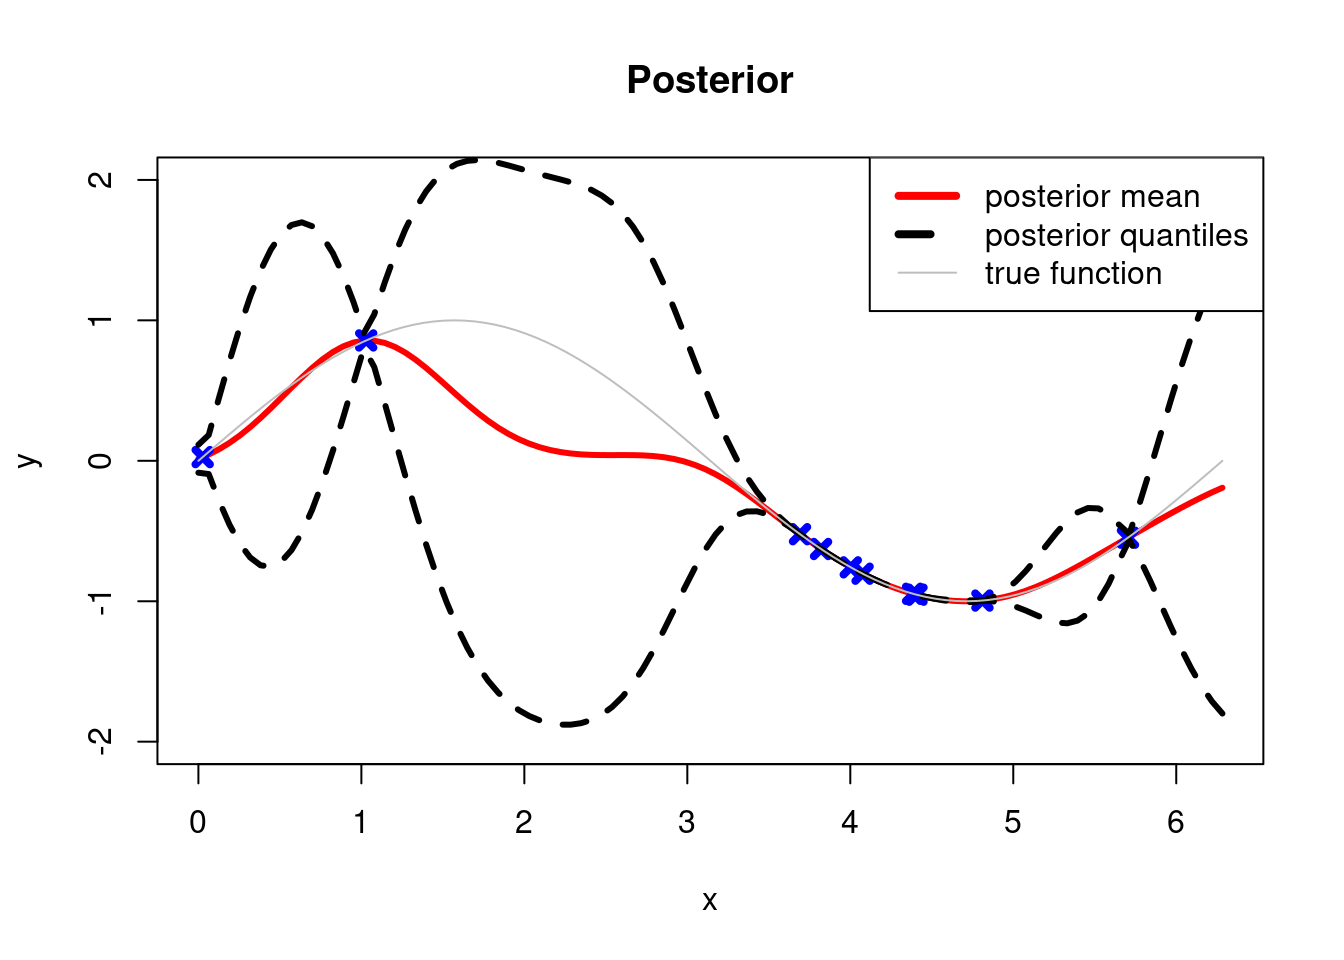 Posterior
posterior mean
posterior quantiles
true function
y
2
1
0
-1
-2
0 1 2 3 4 5 6
x